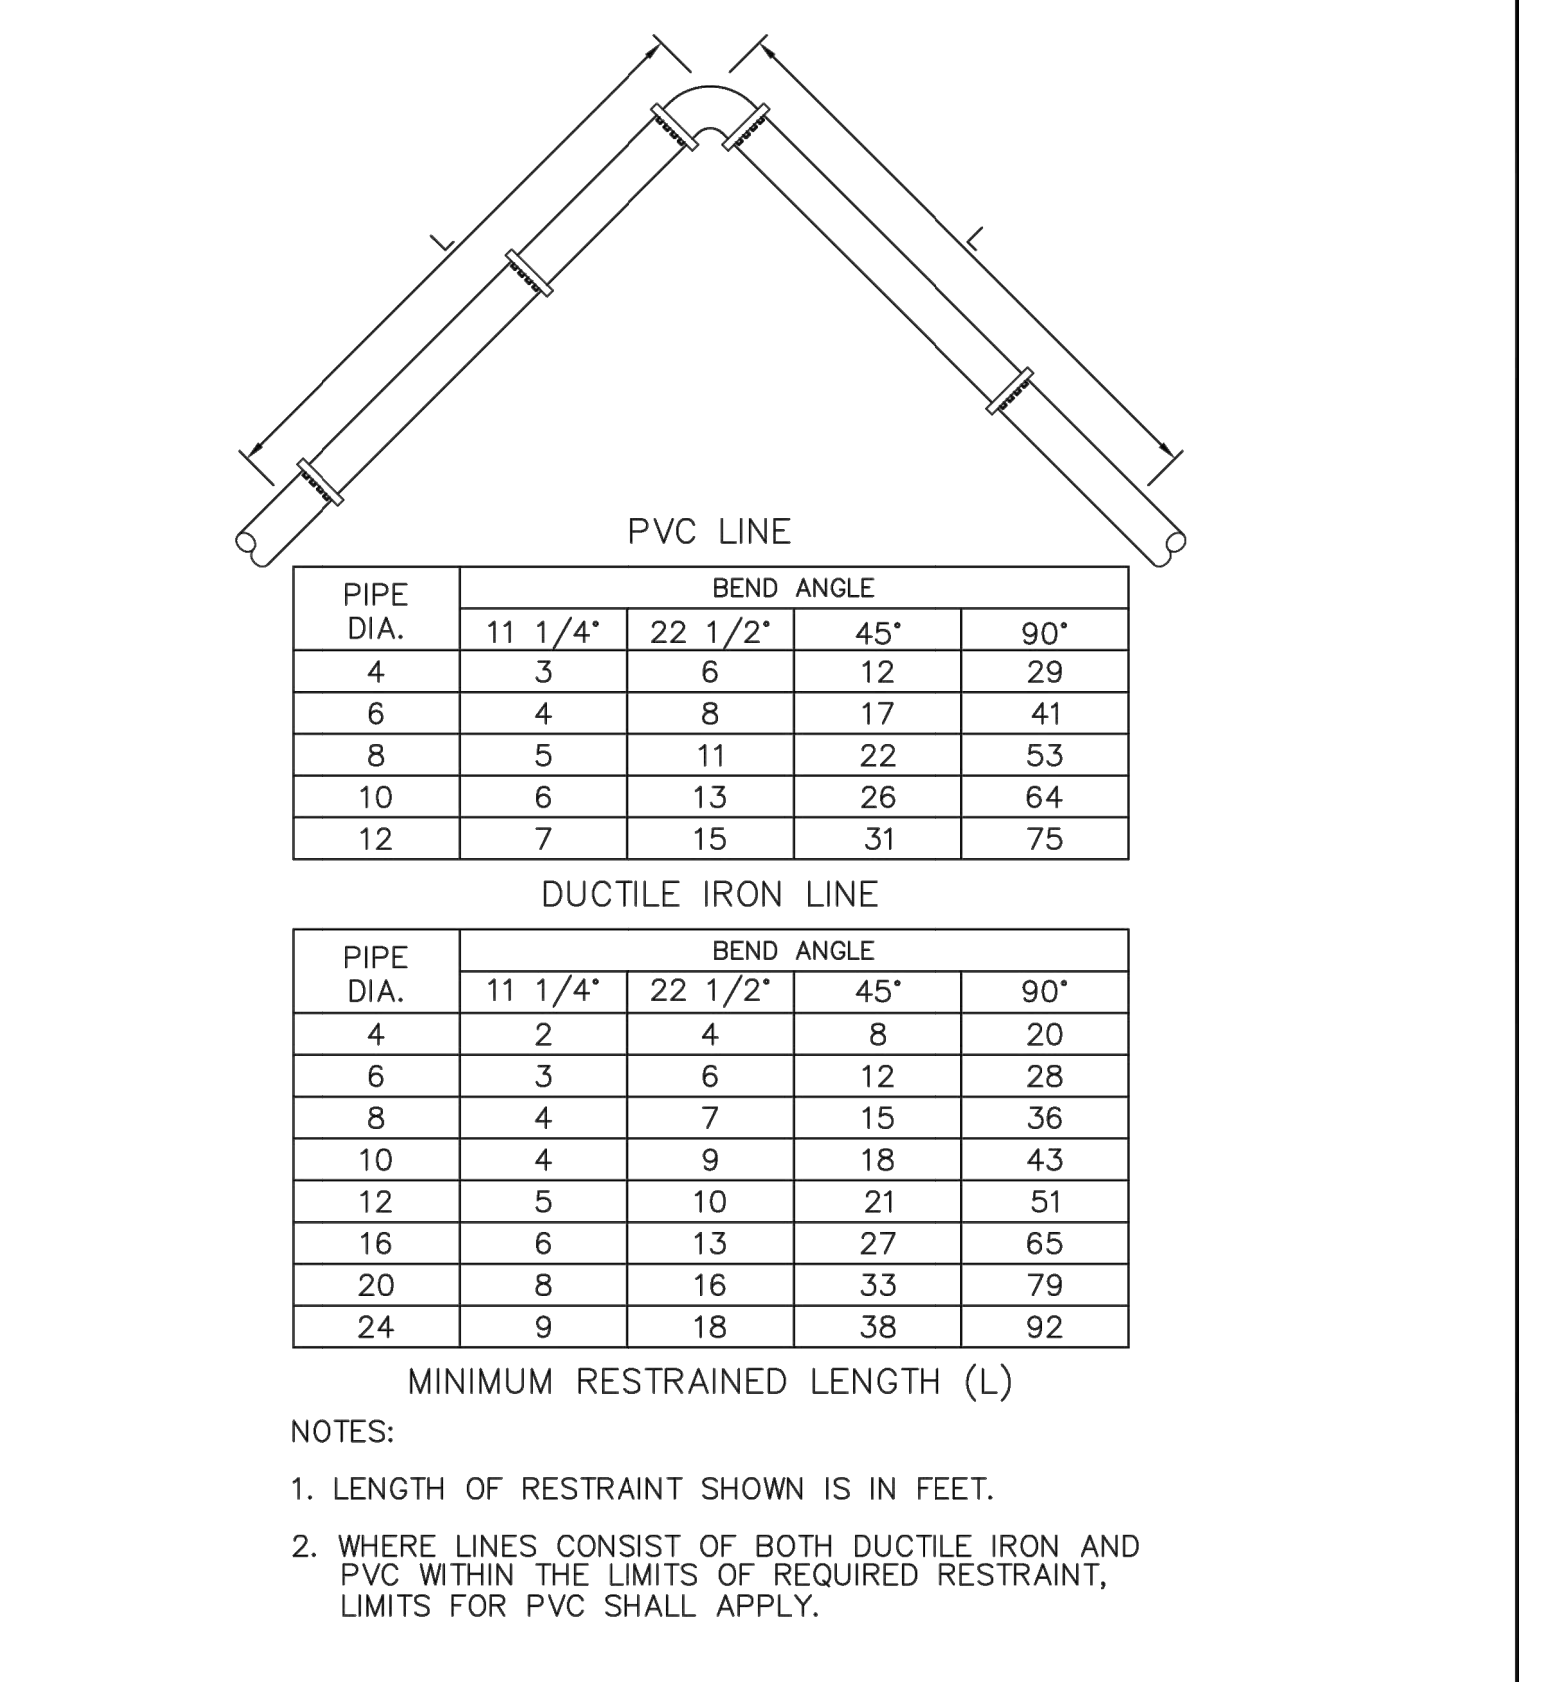 L
L
PVC LINE
PIPE DIA. BEND ANGLE
11 1/4° 22 1/2° 45° 90°
4 3 6 12 29
6 4 8 17 41
8 5 11 22 53
10 6 13 26 64
12 7 15 31 75
DUCTILE IRON LINE
PIPE DIA. BEND ANGLE
11 1/4° 22 1/2° 45° 90°
4 2 4 8 20
6 3 6 12 28
8 4 7 15 36
10 4 9 18 43
12 5 10 21 51
16 6 13 27 65
20 8 16 33 79
24 9 18 38 92
MINIMUM RESTRAINED LENGTH (L)
NOTES:
1. LENGTH OF RESTRAINT SHOWN IS IN FEET.
2. WHERE LINES CONSIST OF BOTH DUCTILE IRON AND
PVC WITHIN THE LIMITS OF REQUIRED RESTRAINT,
LIMITS FOR PVC SHALL APPLY.